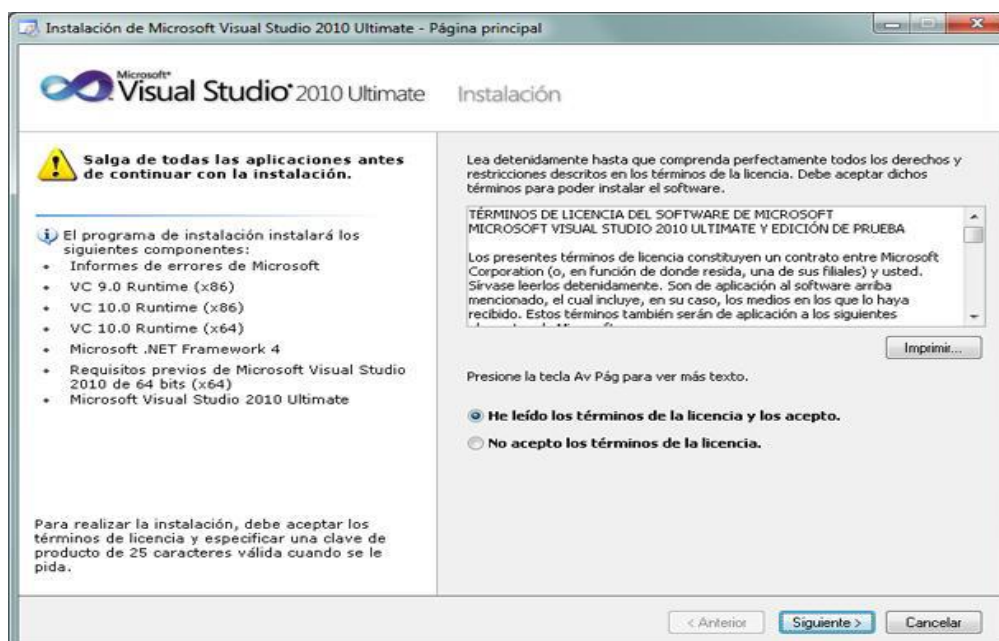 Instalación de Microsoft Visual Studio 2010 Ultimate - Página principal
Microsoft®
Visual Studio® 2010 Ultimate
Instalación
Salga de todas las aplicaciones antes
de continuar con la instalación.
El programa de instalación instalará los
siguientes componentes:
• Informes de errores de Microsoft
• VC 9.0 Runtime (x86)
• VC 10.0 Runtime (x86)
• VC 10.0 Runtime (x64)
• Microsoft .NET Framework 4
• Requisitos previos de Microsoft Visual Studio
2010 de 64 bits (x64)
• Microsoft Visual Studio 2010 Ultimate
Para realizar la instalación, debe aceptar los
términos de licencia y especificar una clave de
producto de 25 caracteres válida cuando se le
pida.
Lea detenidamente hasta que comprenda perfectamente todos los derechos y
restricciones descritos en los términos de la licencia. Debe aceptar dichos
términos para poder instalar el software.
TÉRMINOS DE LICENCIA DEL SOFTWARE DE MICROSOFT
MICROSOFT VISUAL STUDIO 2010 ULTIMATE Y EDICIÓN DE PRUEBA
Los presentes términos de licencia constituyen un contrato entre Microsoft
Corporation (o, en función de donde resida, una de sus filiales) y usted.
Sírvase leerlos detenidamente. Son de aplicación al software arriba
mencionado, el cual incluye, en su caso, los medios en los que lo haya
recibido. Estos términos también serán de aplicación a los siguientes
Imprimir...
Presione la tecla Av Pág para ver más texto.
He leído los términos de la licencia y los acepto.
No acepto los términos de la licencia.
< Anterior
Siguiente >
Cancelar